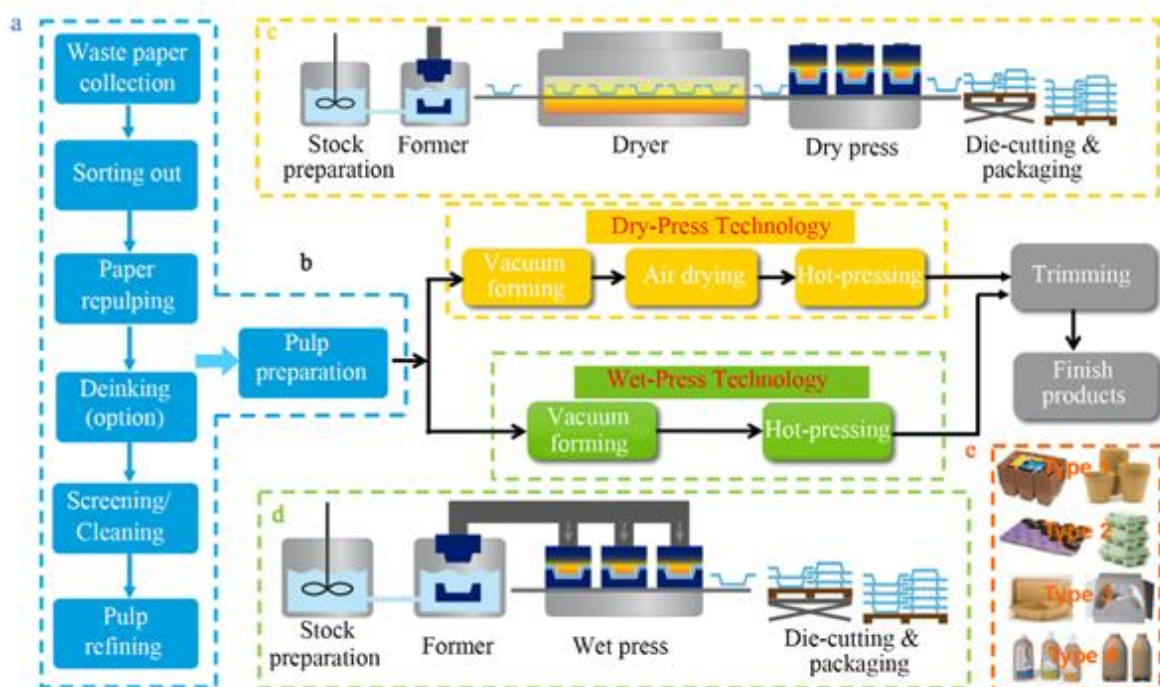 a
Waste paper
collection
Sorting out
Paper
repulping
Deinking
(option)
Screening/
Cleaning
Pulp
refining
b
Pulp
preparation
c
Stock
preparation
Former
Dryer
Dry press
Die-cutting &
packaging
Dry-Press Technology
Vacuum
forming
Air drying
Hot-pressing
Trimming
Finish
products
Wet-Press Technology
Vacuum
forming
Hot-pressing
d
Stock
preparation
Former
Wet press
Die-cutting &
packaging
e
Type
Type 2
Type
Type 4